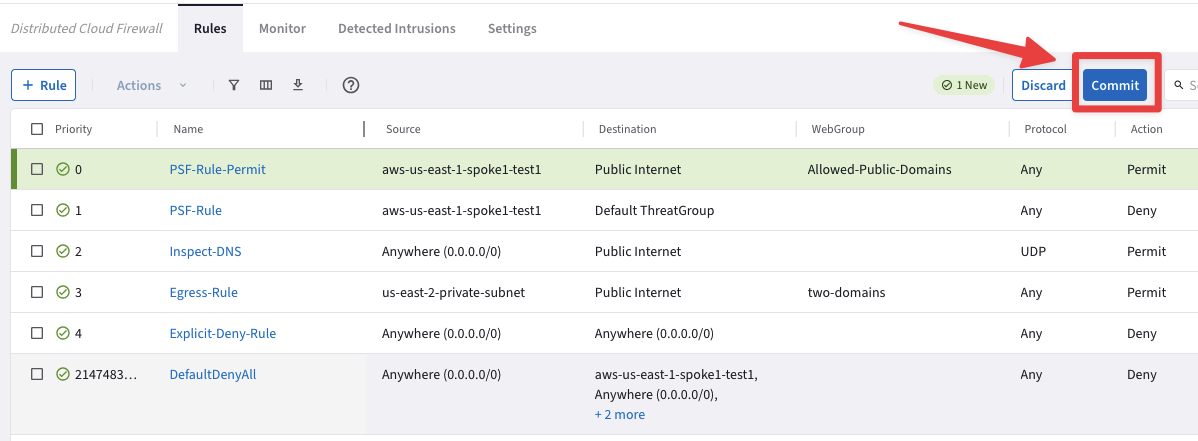 Distributed Cloud Firewall Rules Monitor Detected Intrusions Settings
+ Rule Actions 1 New Discard Commit
Priority Name Source Destination WebGroup Protocol Action
0 PSF-Rule-Permit aws-us-east-1-spoke1-test1 Public Internet Allowed-Public-Domains Any Permit
1 PSF-Rule aws-us-east-1-spoke1-test1 Default ThreatGroup Any Deny
2 Inspect-DNS Anywhere (0.0.0.0/0) Public Internet UDP Permit
3 Egress-Rule us-east-2-private-subnet Public Internet two-domains Any Permit
4 Explicit-Deny-Rule Anywhere (0.0.0.0/0) Anywhere (0.0.0.0/0) Any Deny
2147483... DefaultDenyAll Anywhere (0.0.0.0/0) aws-us-east-1-spoke1-test1, Any Deny
Anywhere (0.0.0.0/0),
+ 2 more